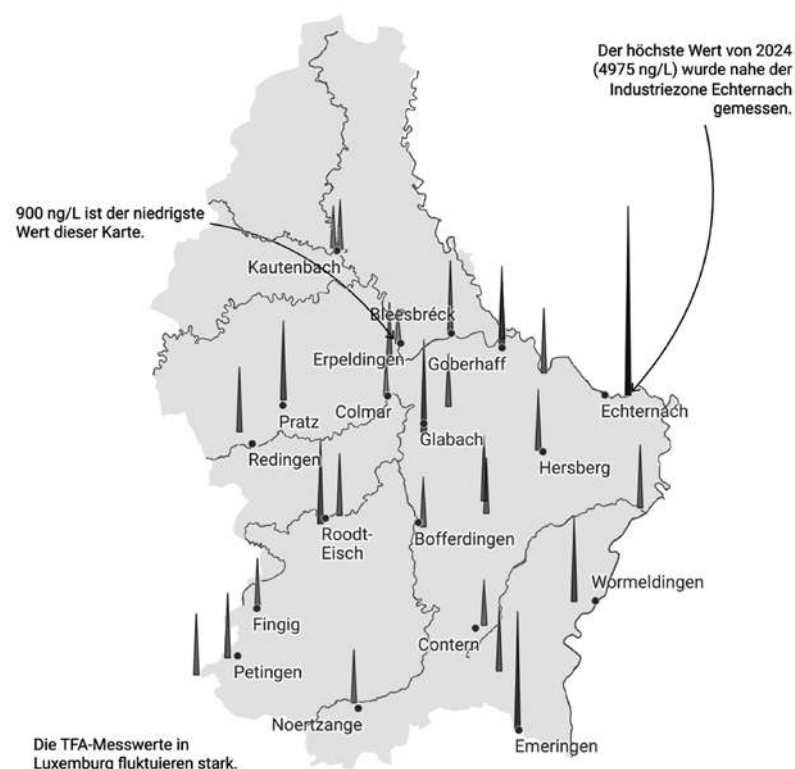 Der höchste Wert von 2024
(4975 ng/L) wurde nahe der
Industriezone Echternach
gemessen.
900 ng/L ist der niedrigste
Wert dieser Karte.
Kautenbach
Bleesbréck
Erpeldingen
Goberhaff
Pratz
Colmar
Echternach
Glabach
Redingen
Hersberg
Roodt-
Eisch
Bofferdingen
Wormeldingen
Fingig
Contern
Petingen
Noertzange
Emeringen
Die TFA-Messwerte in
Luxemburg fluktuieren stark.